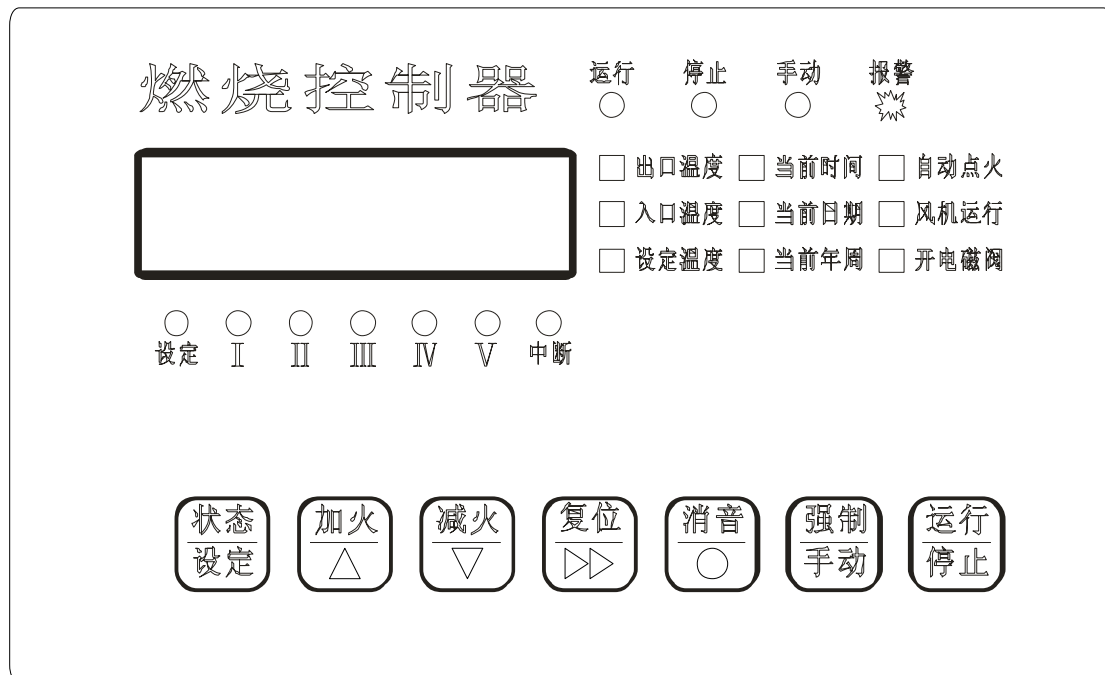 燃烧控制器
运行 停止 手动 报警
出口温度 当前时间 自动点火
入口温度 当前日期 风机运行
设定温度 当前年周 开电磁阀
设定 Ⅰ Ⅱ Ⅲ Ⅳ Ⅴ 中断
状态 加火 减火 复位 消音 强制 运行
设定 手动 停止